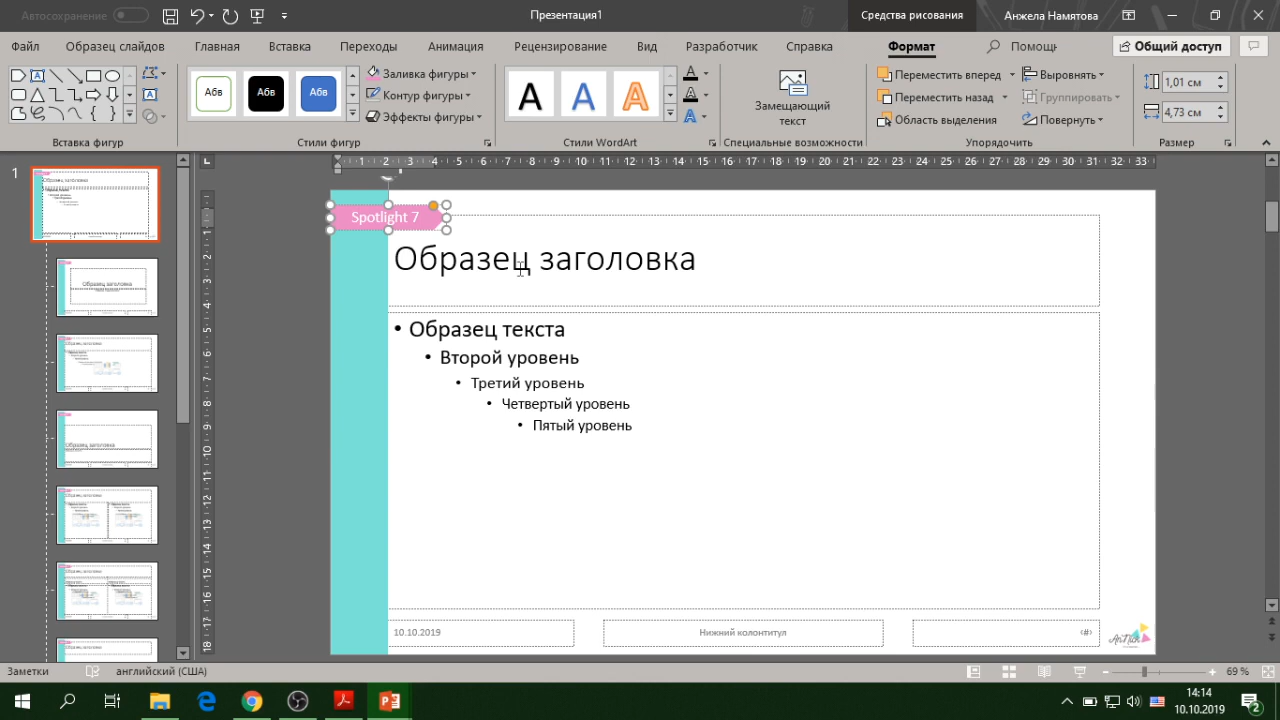 Автосохранение
Презентация1
Средства рисования
Анжела Намятова
Файл
Образец слайдов
Главная
Вставка
Переходы
Анимация
Рецензирование
Вид
Разработчик
Справка
Формат
Помощн
Общий доступ
Абв
Абв
Абв
Заливка фигуры
Контур фигуры
Эффекты фигуры
А
А
А
Замещающий
текст
Переместить вперед
Переместить назад
Область выделения
Выровнять
Группировать
Повернуть
1,01 см
4,73 см
Вставка фигур
Стили фигур
Стили WordArt
Специальные возможности
Упорядочить
Размер
1
Spotlight 7
Образец заголовка
• Образец текста
• Второй уровень
• Третий уровень
• Четвертый уровень
• Пятый уровень
10.10.2019
Нижний колонтитул
‹#›
Заметки
английский (США)
69 %
14:14
10.10.2019
2